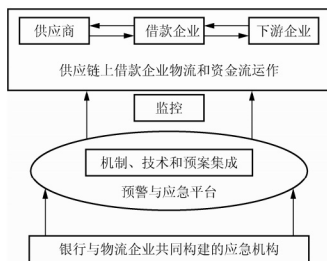 供应商 借款企业 下游企业
供应链上借款企业物流和资金流运作
监控
机制、技术和预案集成
预警与应急平台
银行与物流企业共同构建的应急机构